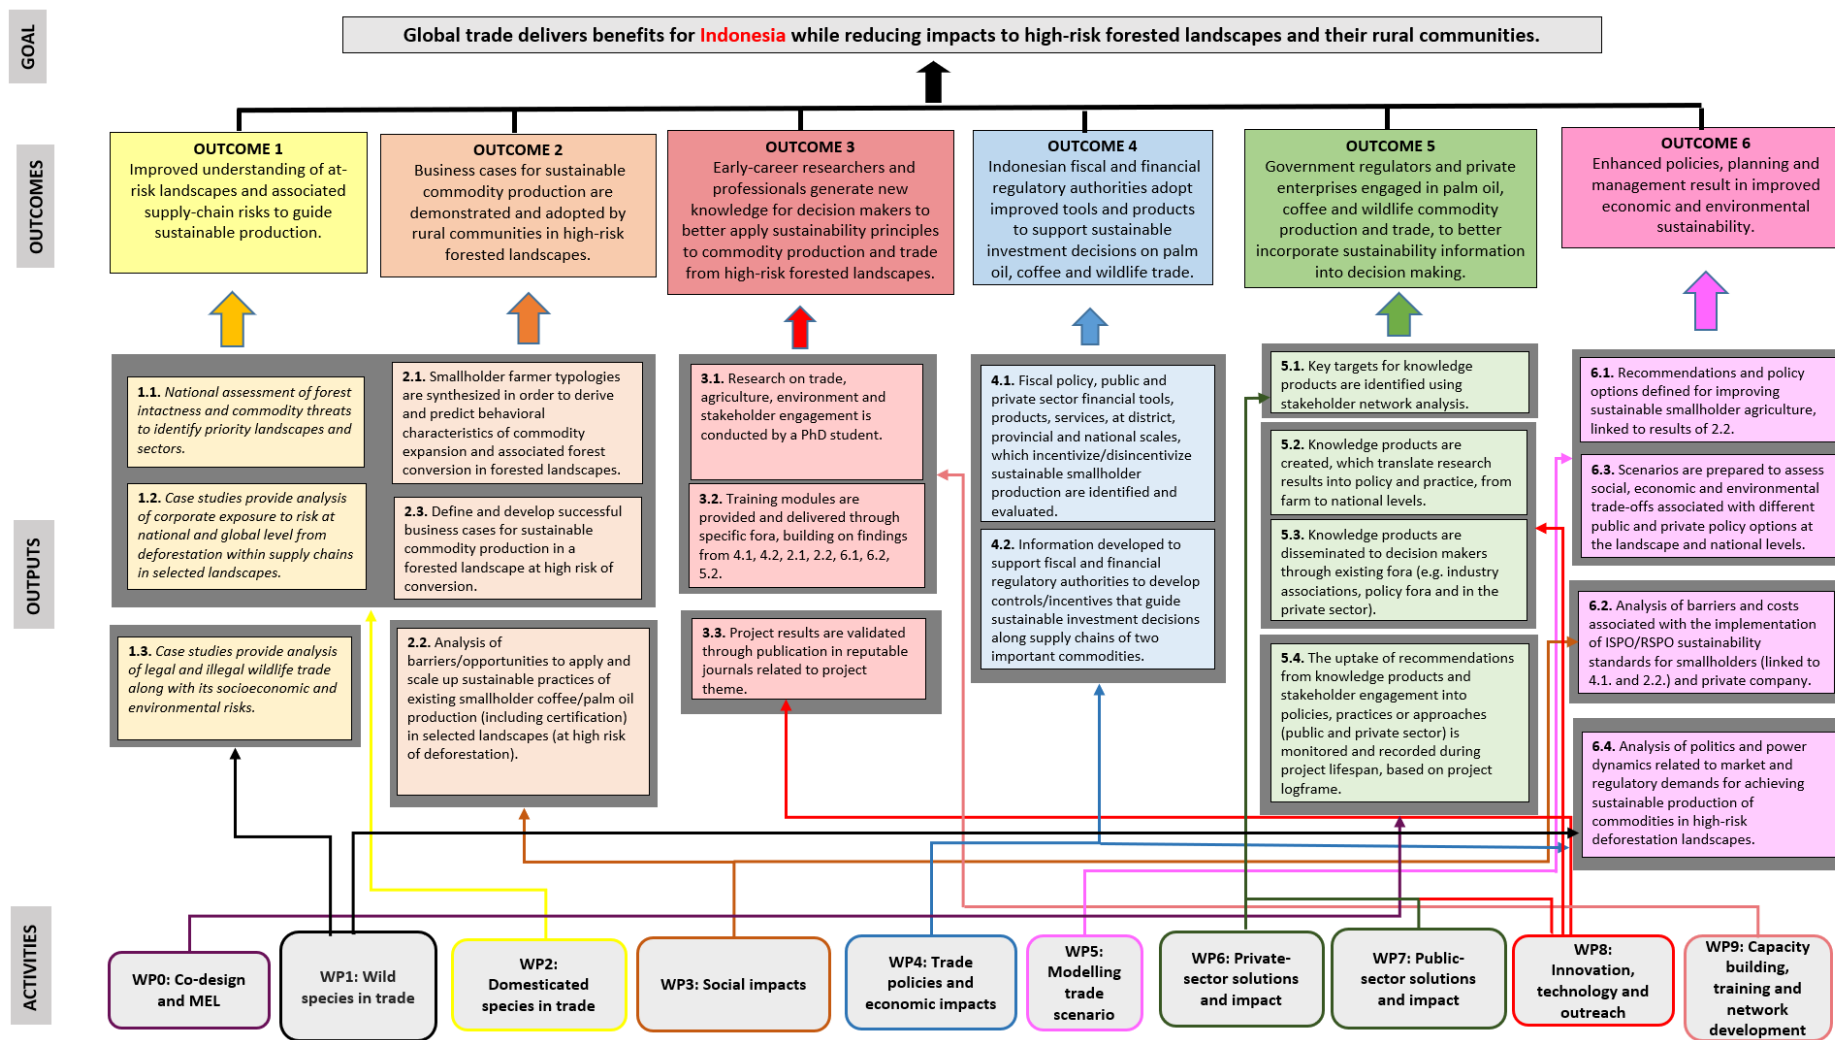 GOAL
Global trade delivers benefits for Indonesia while reducing impacts to high-risk forested landscapes and their rural communities.
OUTCOMES
OUTCOME 1
Improved understanding of at-
risk landscapes and associated
supply-chain risks to guide
sustainable production.
OUTCOME 2
Business cases for sustainable
commodity production are
demonstrated and adopted by
rural communities in high-risk
forested landscapes.
OUTCOME 3
Early-career researchers and
professionals generate new
knowledge for decision makers to
better apply sustainability principles
to commodity production and trade
from high-risk forested landscapes.
OUTCOME 4
Indonesian fiscal and financial
regulatory authorities adopt
improved tools and products
to support sustainable
investment decisions on palm
oil, coffee and wildlife trade.
OUTCOME 5
Government regulators and private
enterprises engaged in palm oil,
coffee and wildlife commodity
production and trade, to better
incorporate sustainability information
into decision making.
OUTCOME 6
Enhanced policies, planning and
management result in improved
economic and environmental
sustainability.
OUTPUTS
1.1. National assessment of forest
intactness and commodity threats
to identify priority landscapes and
sectors.
1.2. Case studies provide analysis
of corporate exposure to risk at
national and global level from
deforestation within supply chains
in selected landscapes.
1.3. Case studies provide analysis
of legal and illegal wildlife trade
along with its socioeconomic and
environmental risks.
2.1. Smallholder farmer typologies
are synthesized in order to derive
and predict behavioral
characteristics of commodity
expansion and associated forest
conversion in forested landscapes.
2.3. Define and develop successful
business cases for sustainable
commodity production in a
forested landscape at high risk of
conversion.
2.2. Analysis of
barriers/opportunities to apply and
scale up sustainable practices of
existing smallholder coffee/palm oil
production (including certification)
in selected landscapes (at high risk
of deforestation).
3.1. Research on trade,
agriculture, environment and
stakeholder engagement is
conducted by a PhD student.
3.2. Training modules are
provided and delivered through
specific fora, building on findings
from 4.1, 4.2, 2.1, 2.2, 6.1, 6.2,
5.2.
3.3. Project results are validated
through publication in reputable
journals related to project
theme.
4.1. Fiscal policy, public and
private sector financial tools,
products, services, at district,
provincial and national scales,
which incentivize/disincentivize
sustainable smallholder
production are identified and
evaluated.
4.2. Information developed to
support fiscal and financial
regulatory authorities to develop
controls/incentives that guide
sustainable investment decisions
along supply chains of two
important commodities.
5.1. Key targets for knowledge
products are identified using
stakeholder network analysis.
5.2. Knowledge products are
created, which translate research
results into policy and practice, from
farm to national levels.
5.3. Knowledge products are
disseminated to decision makers
through existing fora (e.g. industry
associations, policy fora and in the
private sector).
5.4. The uptake of recommendations
from knowledge products and
stakeholder engagement into
policies, practices or approaches
(public and private sector) is
monitored and recorded during
project lifespan, based on project
logframe.
6.1. Recommendations and policy
options defined for improving
sustainable smallholder agriculture,
linked to results of 2.2.
6.3. Scenarios are prepared to assess
social, economic and environmental
trade-offs associated with different
public and private policy options at
the landscape and national levels.
6.2. Analysis of barriers and costs
associated with the implementation
of ISPO/RSPO sustainability
standards for smallholders (linked to
4.1. and 2.2.) and private company.
6.4. Analysis of politics and power
dynamics related to market and
regulatory demands for achieving
sustainable production of
commodities in high-risk
deforestation landscapes.
ACTIVITIES
WP0: Co-design
and MEL
WP1: Wild
species in trade
WP2:
Domesticated
species in trade
WP3: Social impacts
WP4: Trade
policies and
economic impacts
WP5:
Modelling
trade
scenario
WP6: Private-
sector solutions
and impact
WP7: Public-
sector solutions
and impact
WP8:
Innovation,
technology and
outreach
WP9: Capacity
building,
training and
network
development